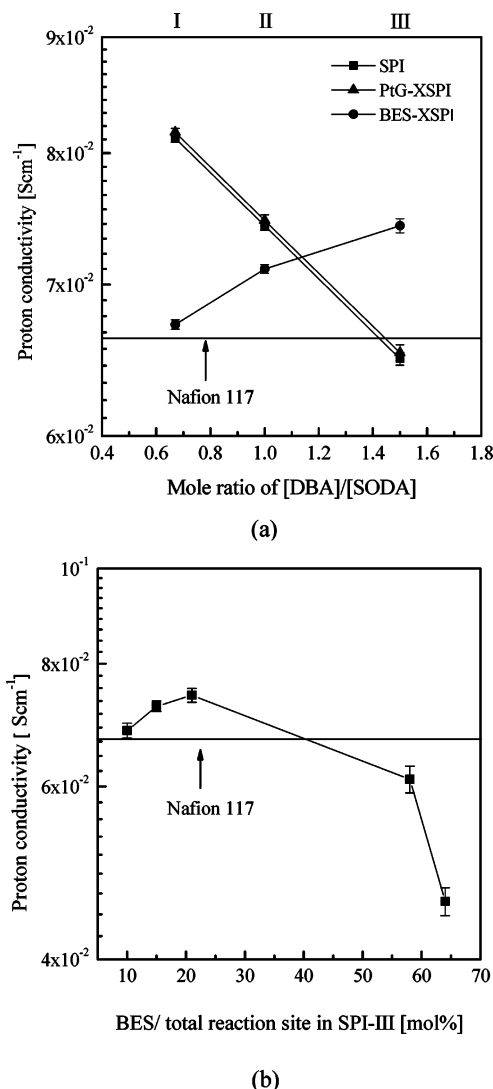 I II III
9x10⁻²
8x10⁻²
7x10⁻²
6x10⁻²
Proton conductivity [Scm⁻¹]
SPI
PtG-XSPI
BES-XSPI
Nafion 117
0.4 0.6 0.8 1.0 1.2 1.4 1.6 1.8
Mole ratio of [DBA]/[SODA]
(a)
10⁻¹
8x10⁻²
6x10⁻²
4x10⁻²
Proton conductivity [ Scm⁻¹]
Nafion 117
10 20 30 40 50 60 70
BES/ total reaction site in SPI-III [mol%]
(b)